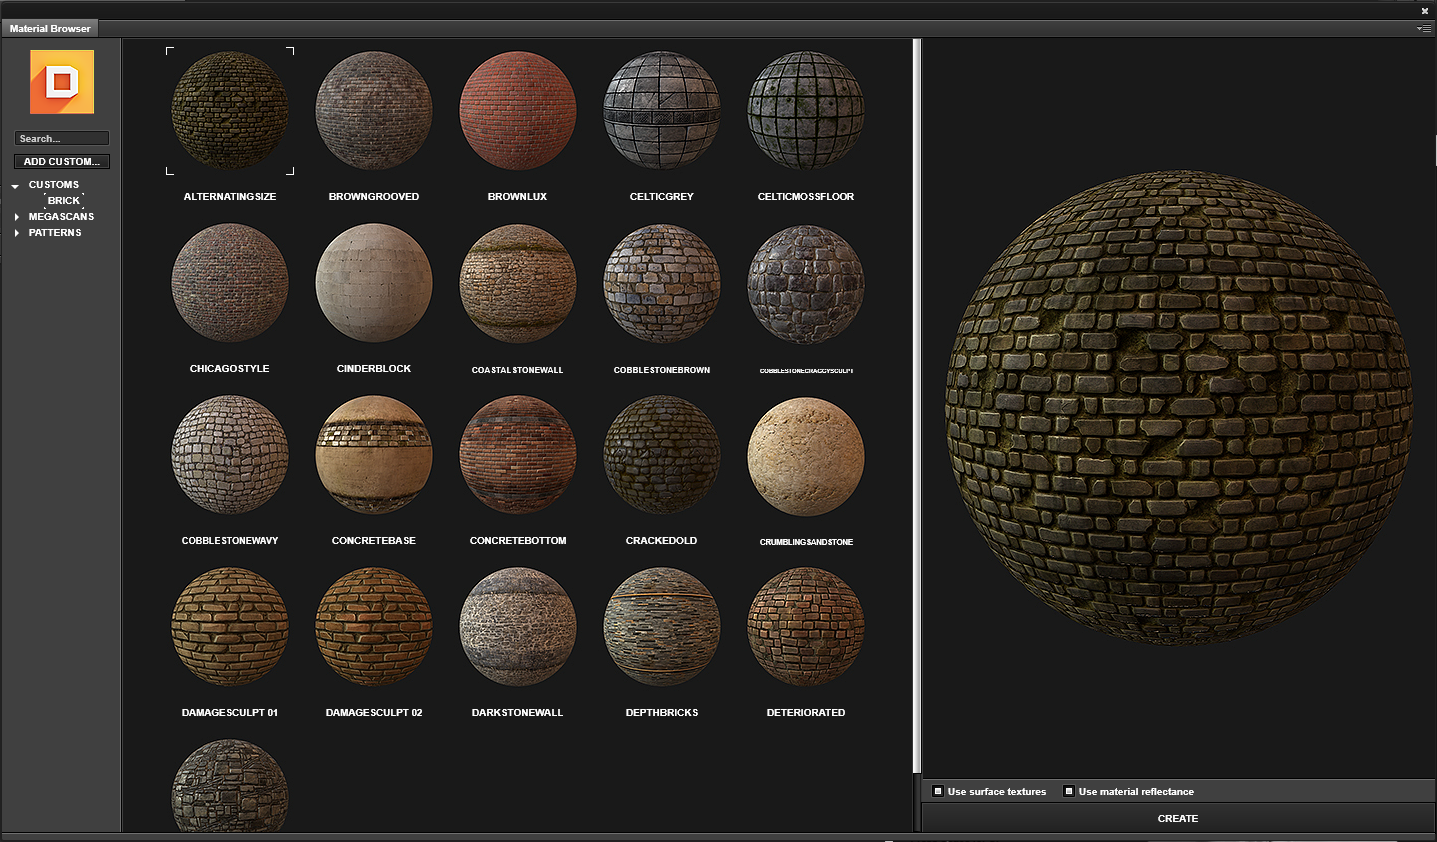 Material Browser
D
Search...
ADD CUSTOM...
CUSTOMS
BRICK
MEGASCANS
PATTERNS
ALTERNATINGSIZE
BROWNGROOVED
BROWNLUX
CELTICGREY
CELTICMOSSFLOOR
CHICAGOSTYLE
CINDERBLOCK
COASTALSTONEWALL
COBBLESTONEBROWN
COBBLESTONECRAGGYSCULPT
COBBLESTONEWAVY
CONCRETEBASE
CONCRETEBOTTOM
CRACKEDOLD
CRUMBLINGSANDSTONE
DAMAGESCULPT 01
DAMAGESCULPT 02
DARKSTONEWALL
DEPTHBRICKS
DETERIORATED
Use surface textures
Use material reflectance
CREATE